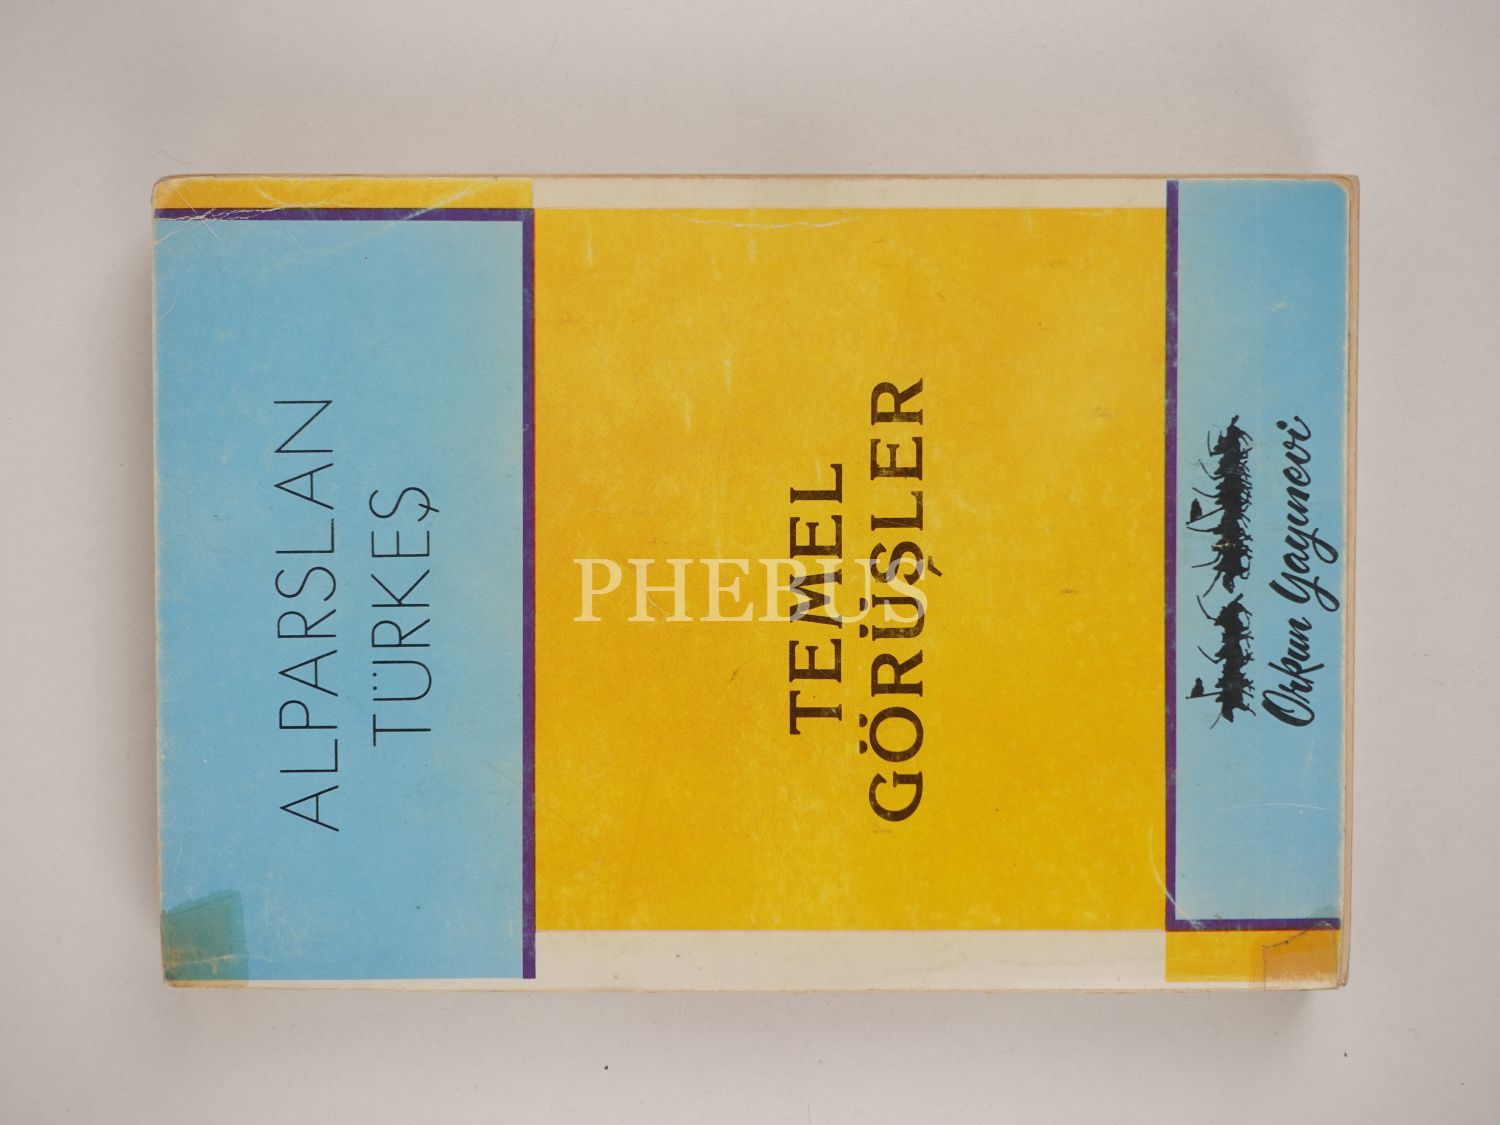 ALPARSLAN
TÜRKEŞ
TEMEL
GÖRÜŞLER
PHEBUS
Orkun Yayınevi